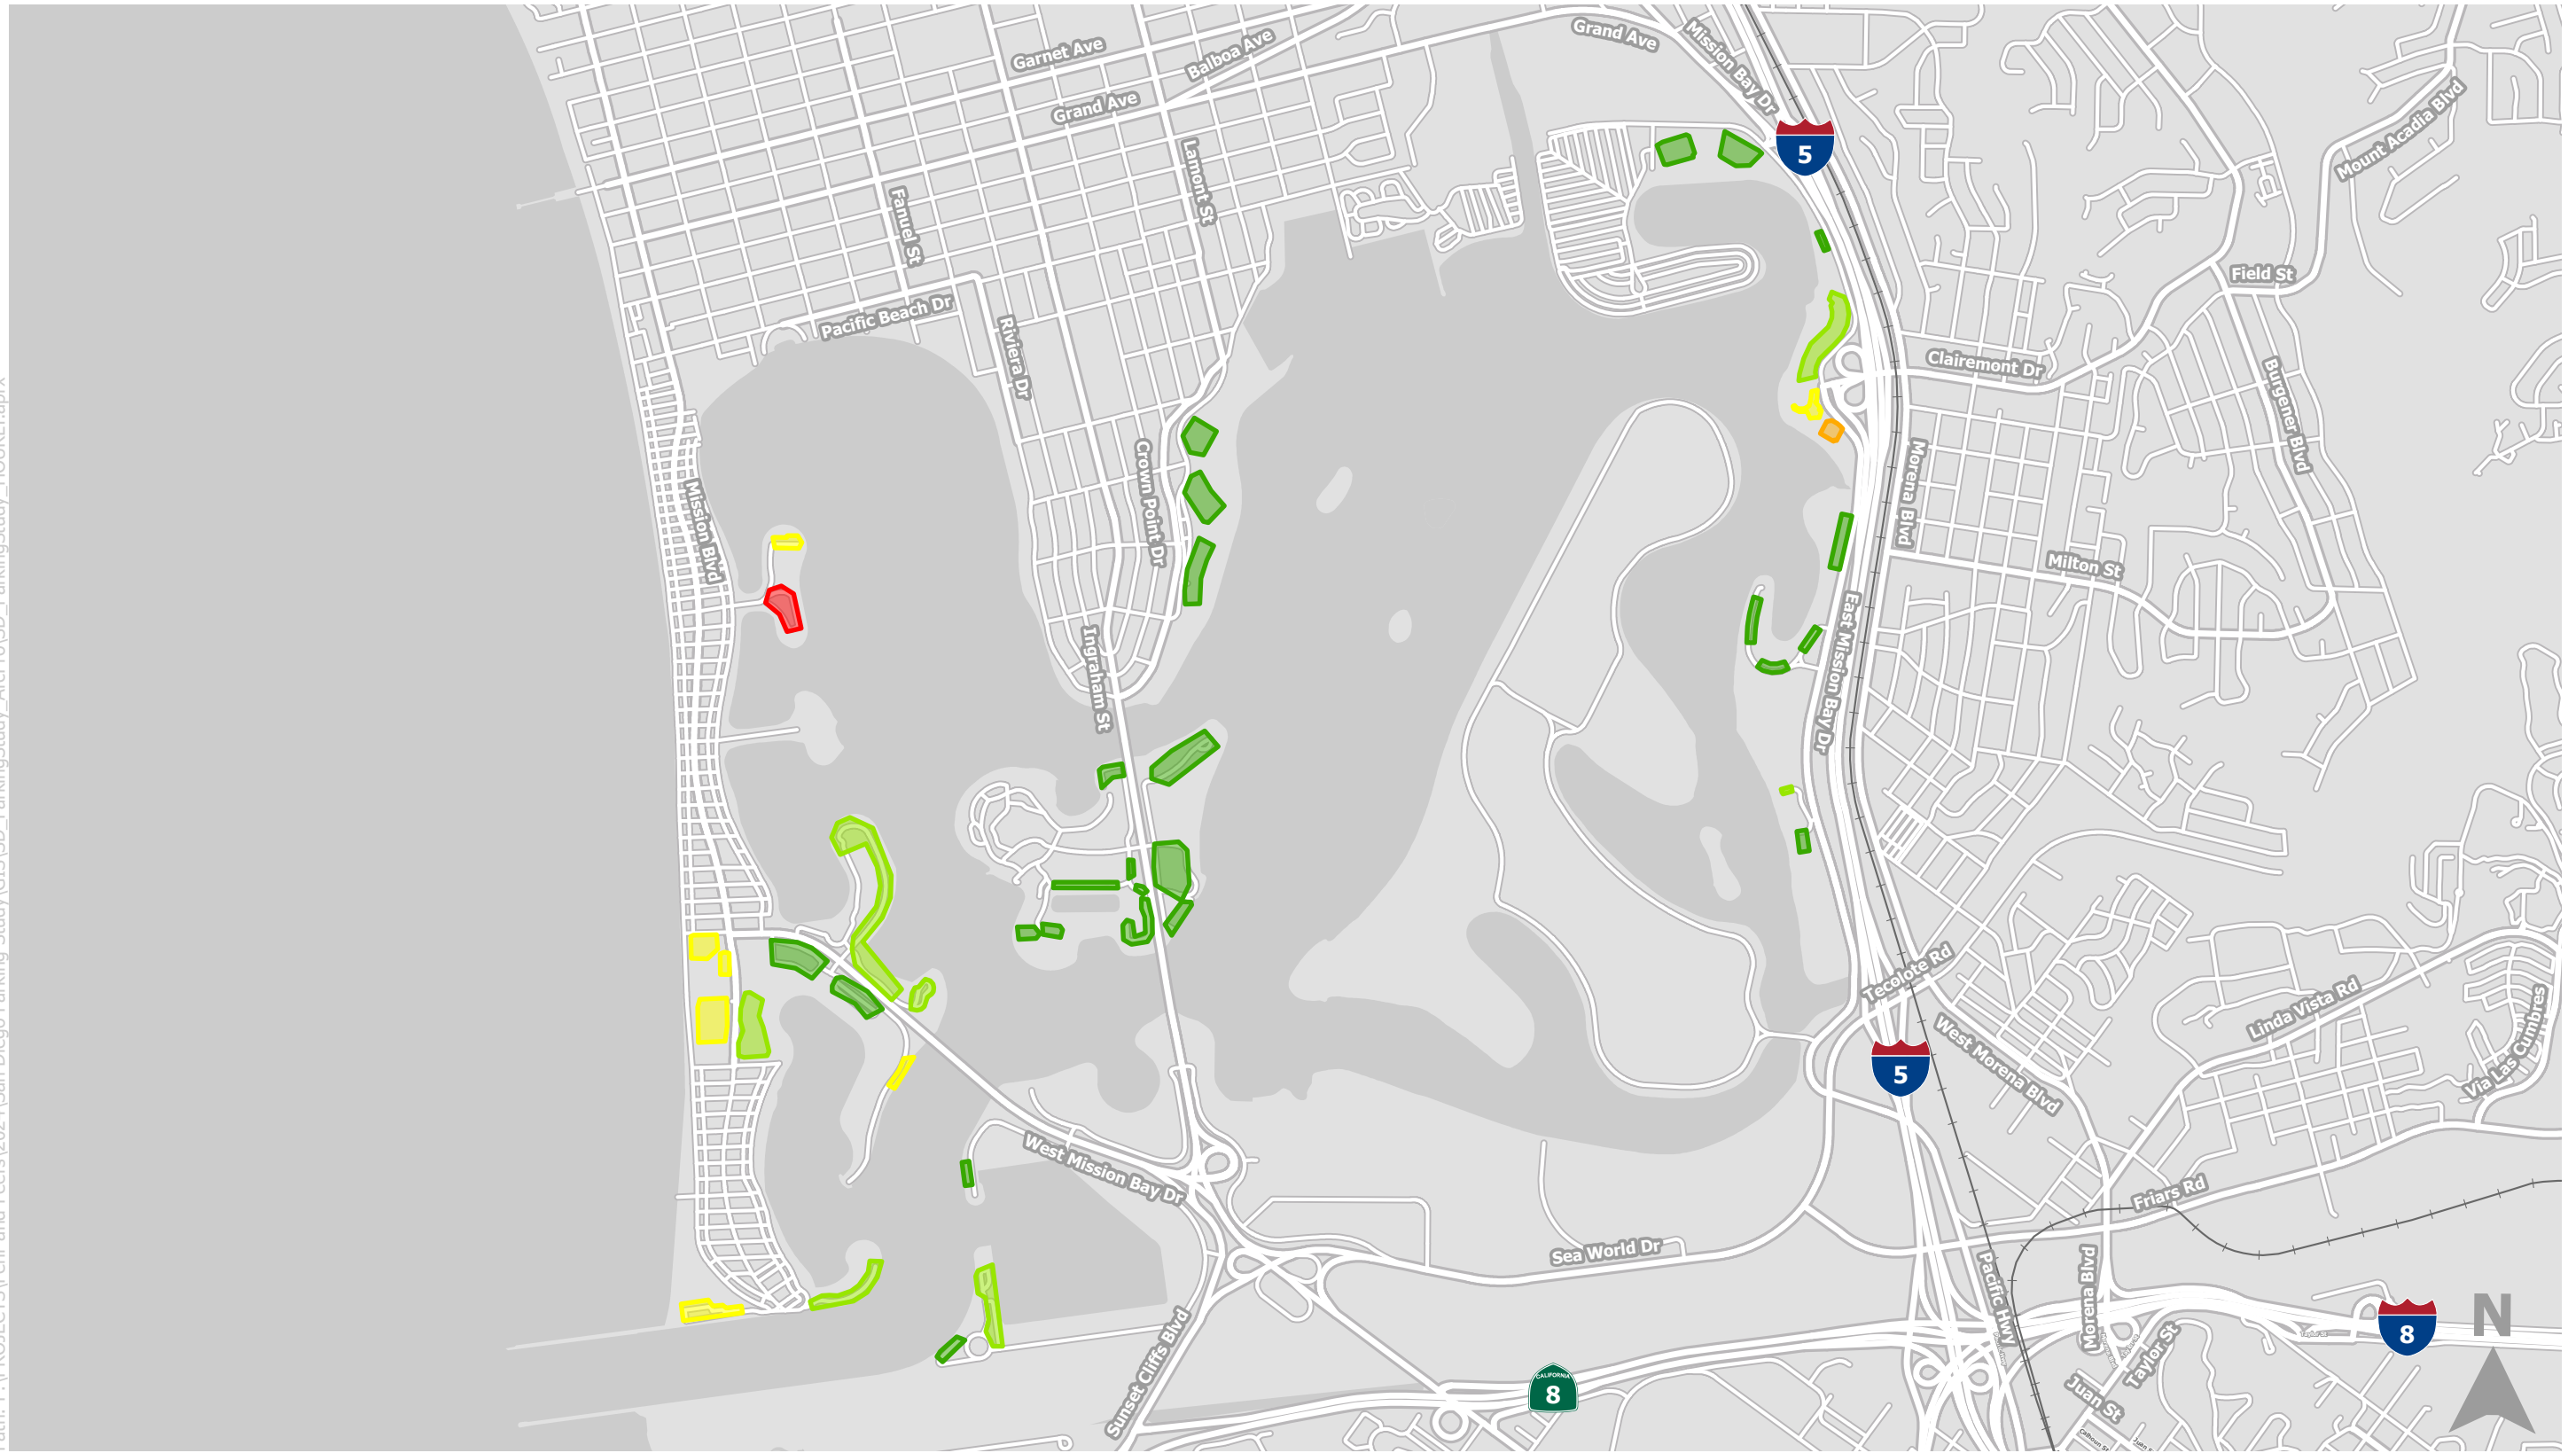 Garnet Ave
Balboa Ave
Grand Ave
Grand Ave
Mission Bay Dr
5
Mount Acadia Blvd
Lamont St
Fanuel St
Field St
Pacific Beach Dr
Riviera Dr
Clairemont Dr
Burgener Blvd
Crown Point Dr
Morena Blvd
Mission Blvd
Milton St
East Mission Bay Dr
Ingraham St
Tecolote Rd
Linda Vista Rd
Via Las Cumbres
West Morena Blvd
5
West Mission Bay Dr
Friars Rd
Sea World Dr
Pacific Hwy
Morena Blvd
Taylor St
Juan St
Sunset Cliffs Blvd
CALIFORNIA
8
8
N